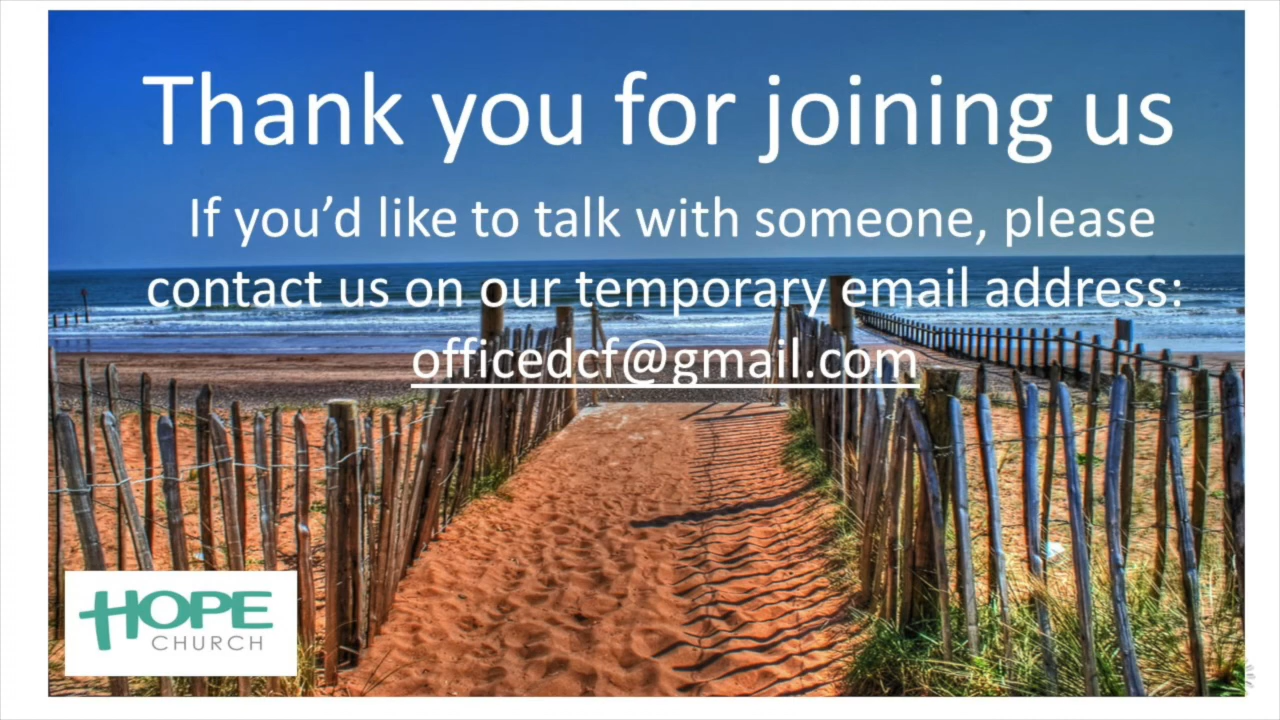 Thank you for joining us
If you’d like to talk with someone, please
contact us on our temporary email address:
officedcf@gmail.com
HOPE
CHURCH